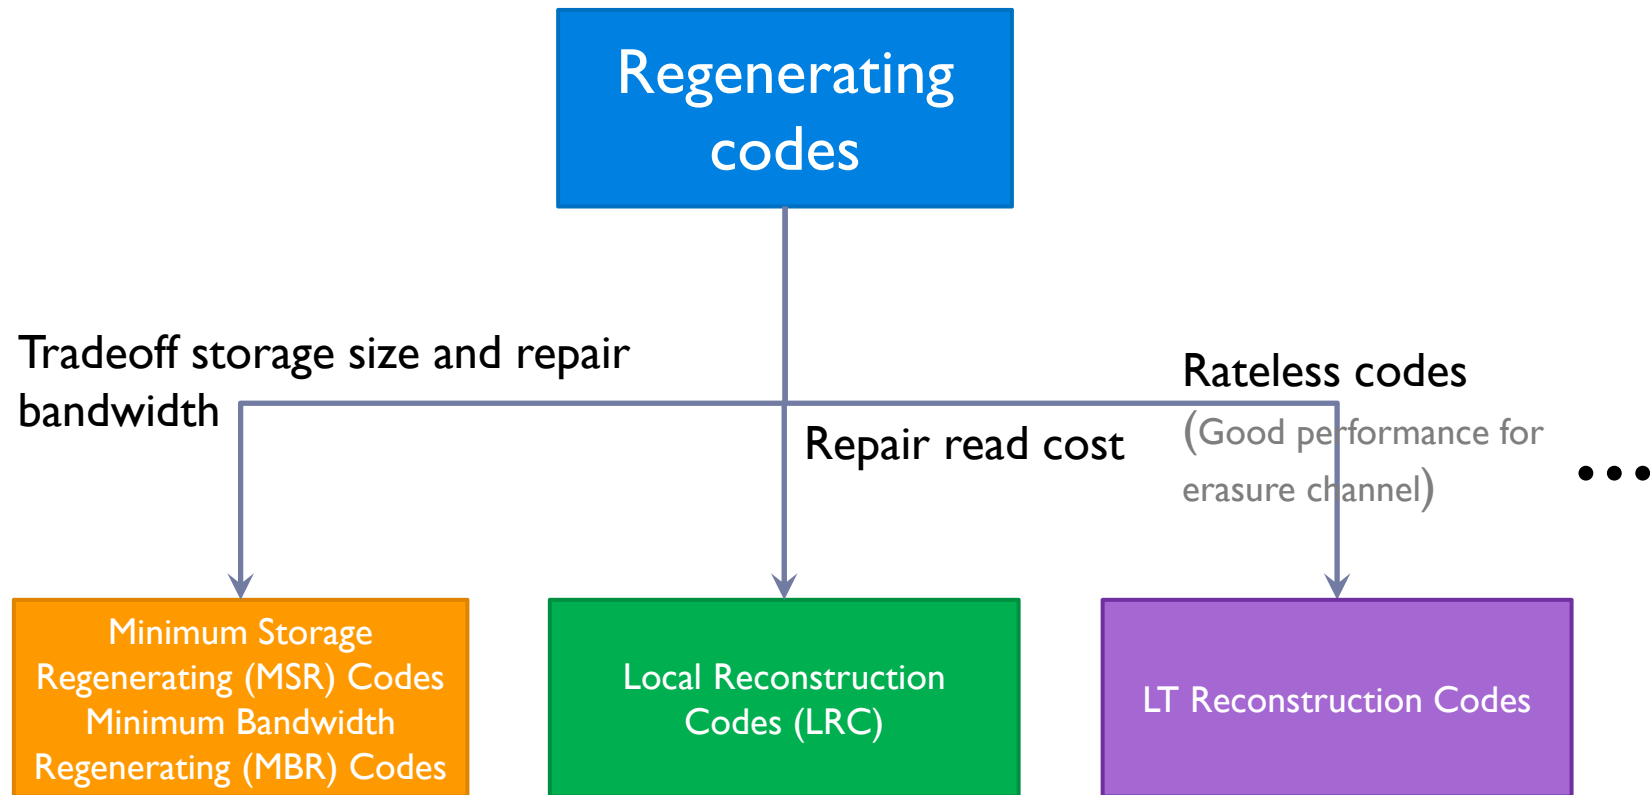 Regenerating
codes
Tradeoff storage size and repair
bandwidth
Repair read cost
Rateless codes
(Good performance for
erasure channel)
...
Minimum Storage
Regenerating (MSR) Codes
Minimum Bandwidth
Regenerating (MBR) Codes
Local Reconstruction
Codes (LRC)
LT Reconstruction Codes